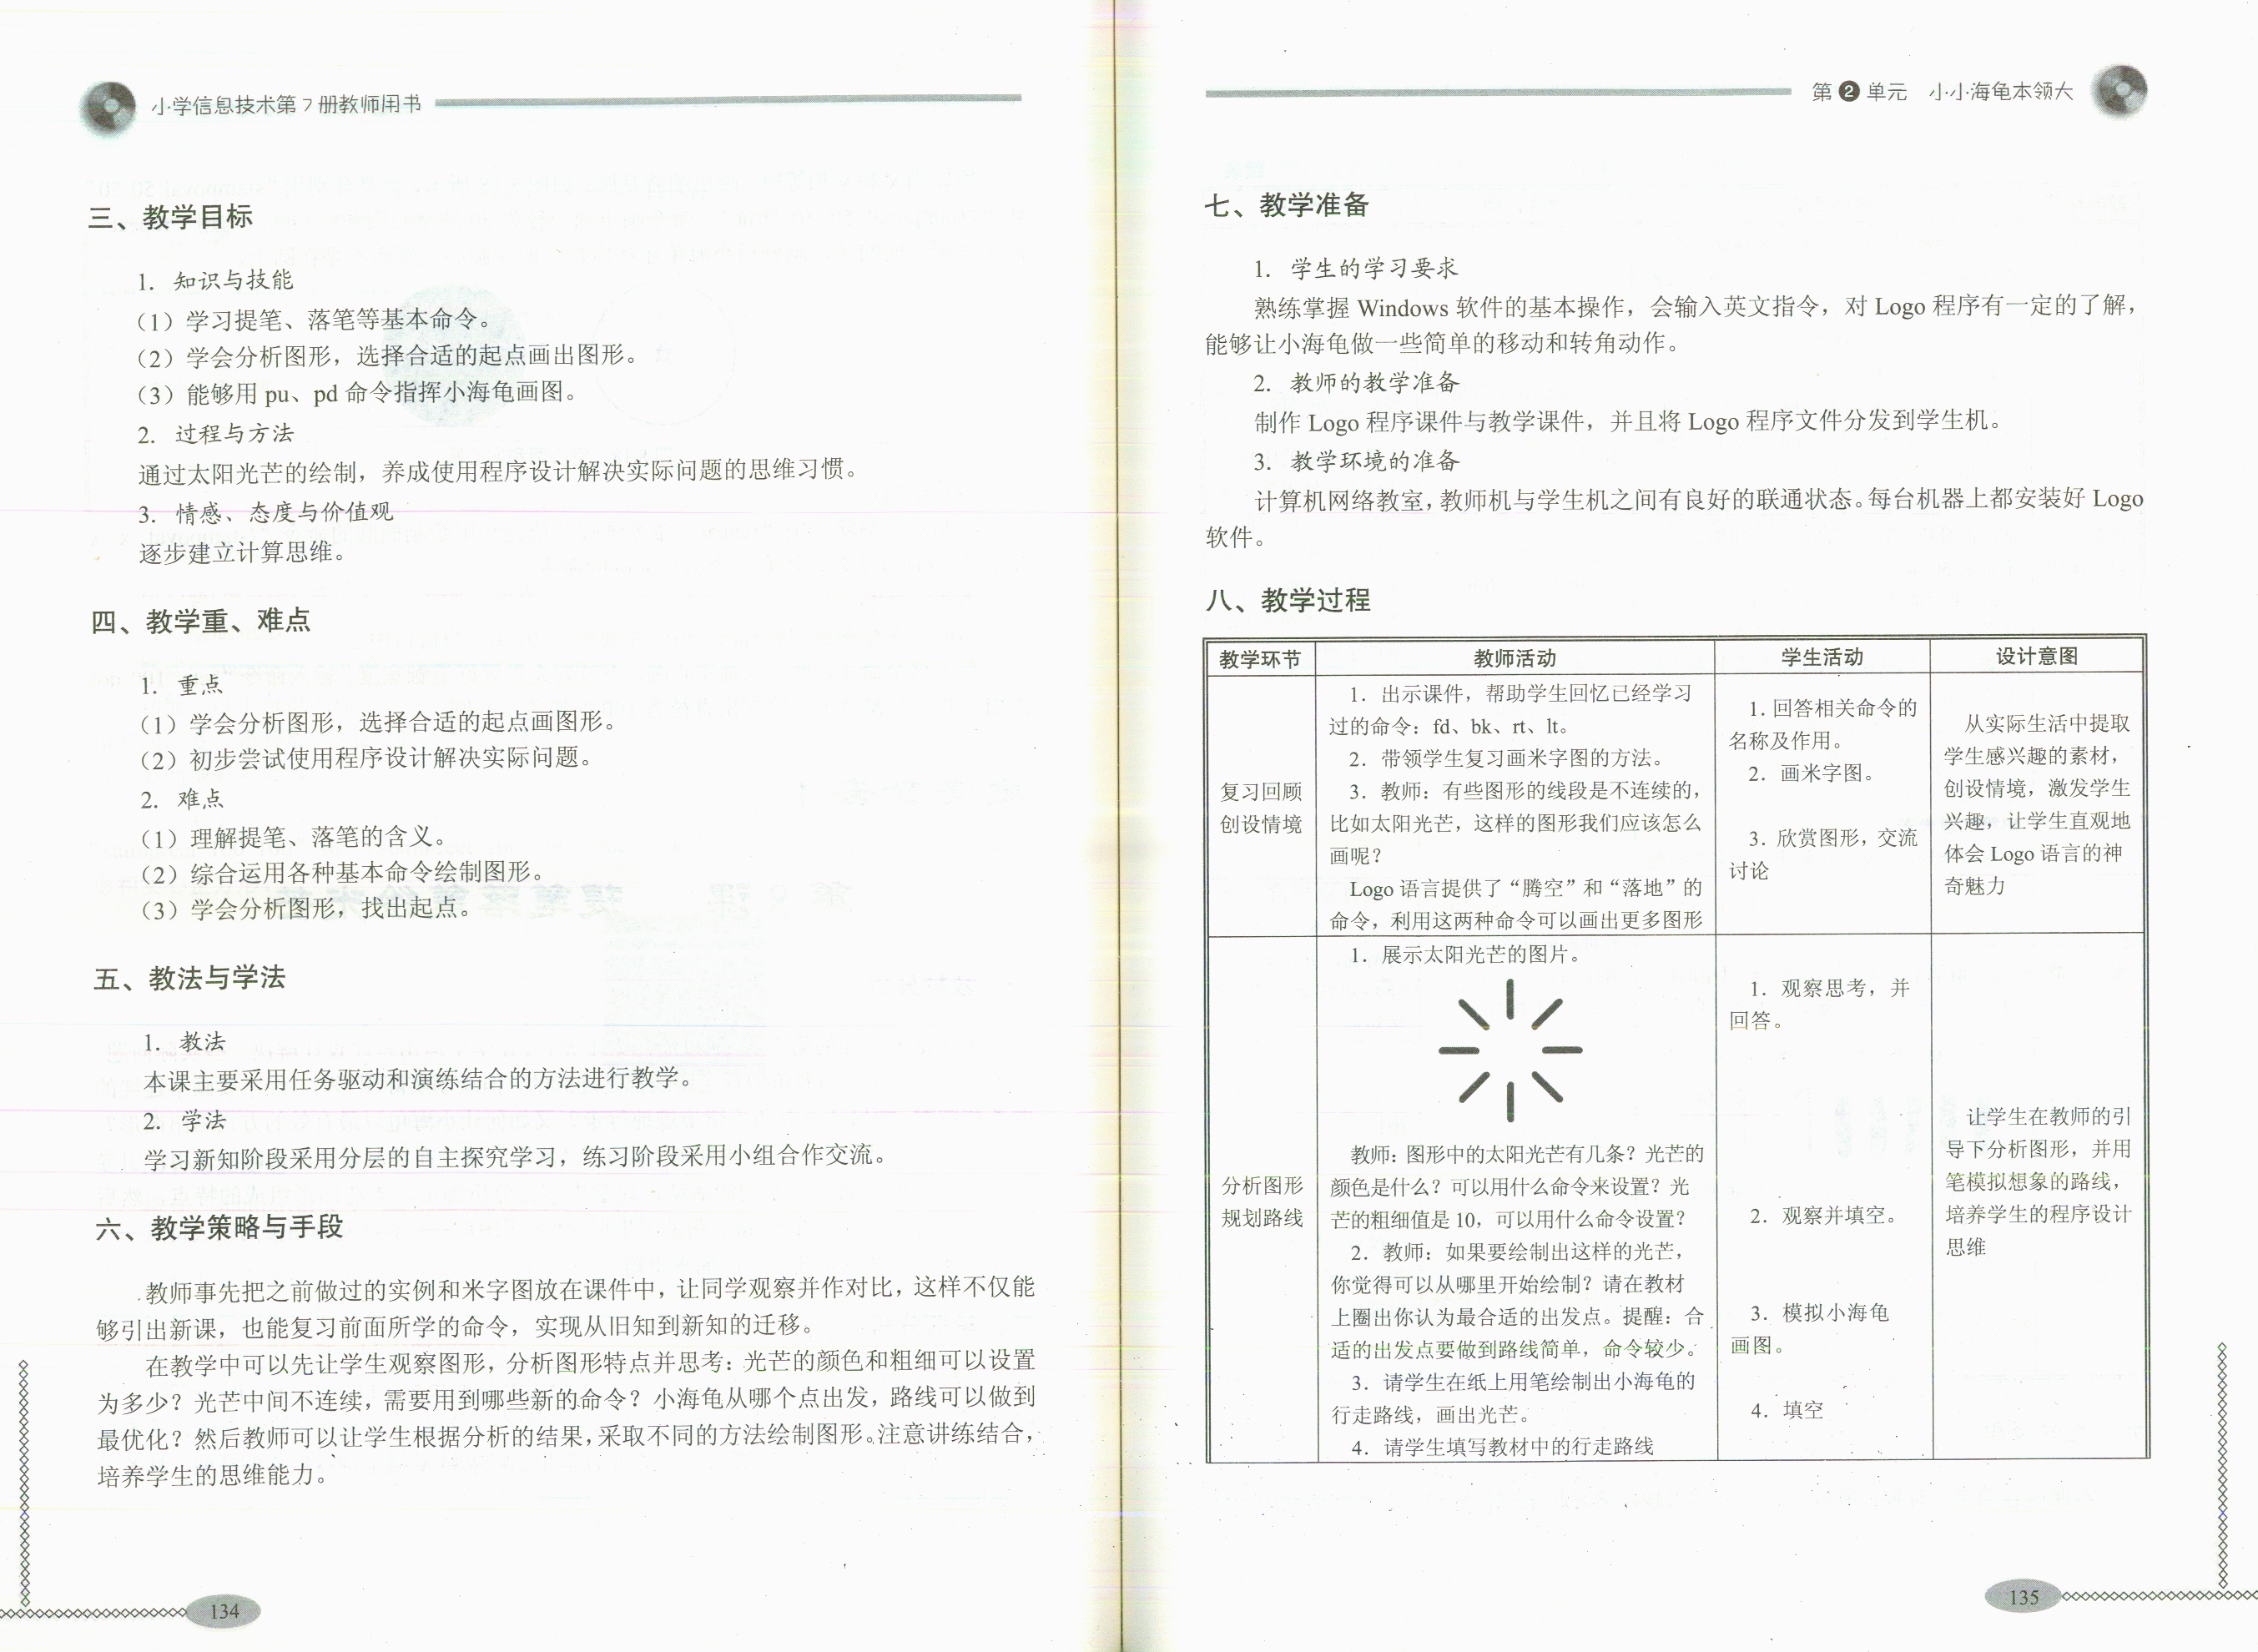 小学信息技术第7册教师用书
三、教学目标
1. 知识与技能
（1）学习提笔、落笔等基本命令。
（2）学会分析图形，选择合适的起点画出图形。
（3）能够用 pu、pd 命令指挥小海龟画图。
2. 过程与方法
通过太阳光芒的绘制，养成使用程序设计解决实际问题的思维习惯。
3. 情感、态度与价值观
逐步建立计算思维。
四、教学重、难点
1. 重点
（1）学会分析图形，选择合适的起点画图形。
（2）初步尝试使用程序设计解决实际问题。
2. 难点
（1）理解提笔、落笔的含义。
（2）综合运用各种基本命令绘制图形。
（3）学会分析图形，找出起点。
五、教法与学法
1. 教法
本课主要采用任务驱动和演练结合的方法进行教学。
2. 学法
学习新知阶段采用分层的自主探究学习，练习阶段采用小组合作交流。
六、教学策略与手段
教师事先把之前做过的实例和米字图放在课件中，让同学观察并作对比，这样不仅能
够引出新课，也能复习前面所学的命令，实现从旧知到新知的迁移。
在教学中可以先让学生观察图形，分析图形特点并思考：光芒的颜色和粗细可以设置
为多少？光芒中间不连续，需要用到哪些新的命令？小海龟从哪个点出发，路线可以做到
最优化？然后教师可以让学生根据分析的结果，采取不同的方法绘制图形。注意讲练结合，
培养学生的思维能力。
134
第2单元 小小海龟本领大
七、教学准备
1. 学生的学习要求
熟练掌握 Windows 软件的基本操作，会输入英文指令，对 Logo 程序有一定的了解，
能够让小海龟做一些简单的移动和转角动作。
2. 教师的教学准备
制作 Logo 程序课件与教学课件，并且将 Logo 程序文件分发到学生机。
3. 教学环境的准备
计算机网络教室，教师机与学生机之间有良好的联通状态。每台机器上都安装好 Logo
软件。
八、教学过程
教学环节 教师活动 学生活动 设计意图
复习回顾
创设情境
1. 出示课件，帮助学生回忆已经学习
过的命令：fd、bk、rt、lt。
2. 带领学生复习画米字图的方法。
3. 教师：有些图形的线段是不连续的，
比如太阳光芒，这样的图形我们应该怎么
画呢？
Logo 语言提供了“腾空”和“落地”的
命令，利用这两种命令可以画出更多图形
1. 回答相关命令的
名称及作用。
2. 画米字图。
3. 欣赏图形，交流
讨论
从实际生活中提取
学生感兴趣的素材，
创设情境，激发学生
兴趣，让学生直观地
体会 Logo 语言的神
奇魅力
分析图形
规划路线
1. 展示太阳光芒的图片。
教师：图形中的太阳光芒有几条？光芒的
颜色是什么？可以用什么命令来设置？光
芒的粗细值是 10，可以用什么命令设置？
2. 教师：如果要绘制出这样的光芒，
你觉得可以从哪里开始绘制？请在教材
上圈出你认为最合适的出发点。提醒：合
适的出发点要做到路线简单，命令较少。
3. 请学生在纸上用笔绘制出小海龟的
行走路线，画出光芒。
4. 请学生填写教材中的行走路线
1. 观察思考，并
回答。
2. 观察并填空。
3. 模拟小海龟
画图。
4. 填空
让学生在教师的引
导下分析图形，并用
笔模拟想象的路线，
培养学生的程序设计
思维
135